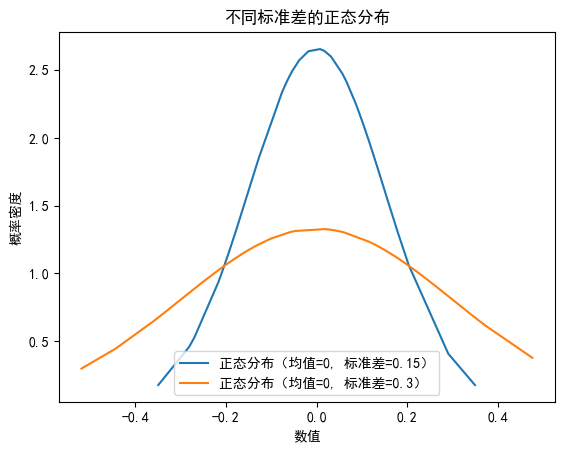 不同标准差的正态分布
2.5
2.0
1.5
1.0
0.5
概率密度
正态分布（均值=0, 标准差=0.15）
正态分布（均值=0, 标准差=0.3）
−0.4 −0.2 0.0 0.2 0.4
数值